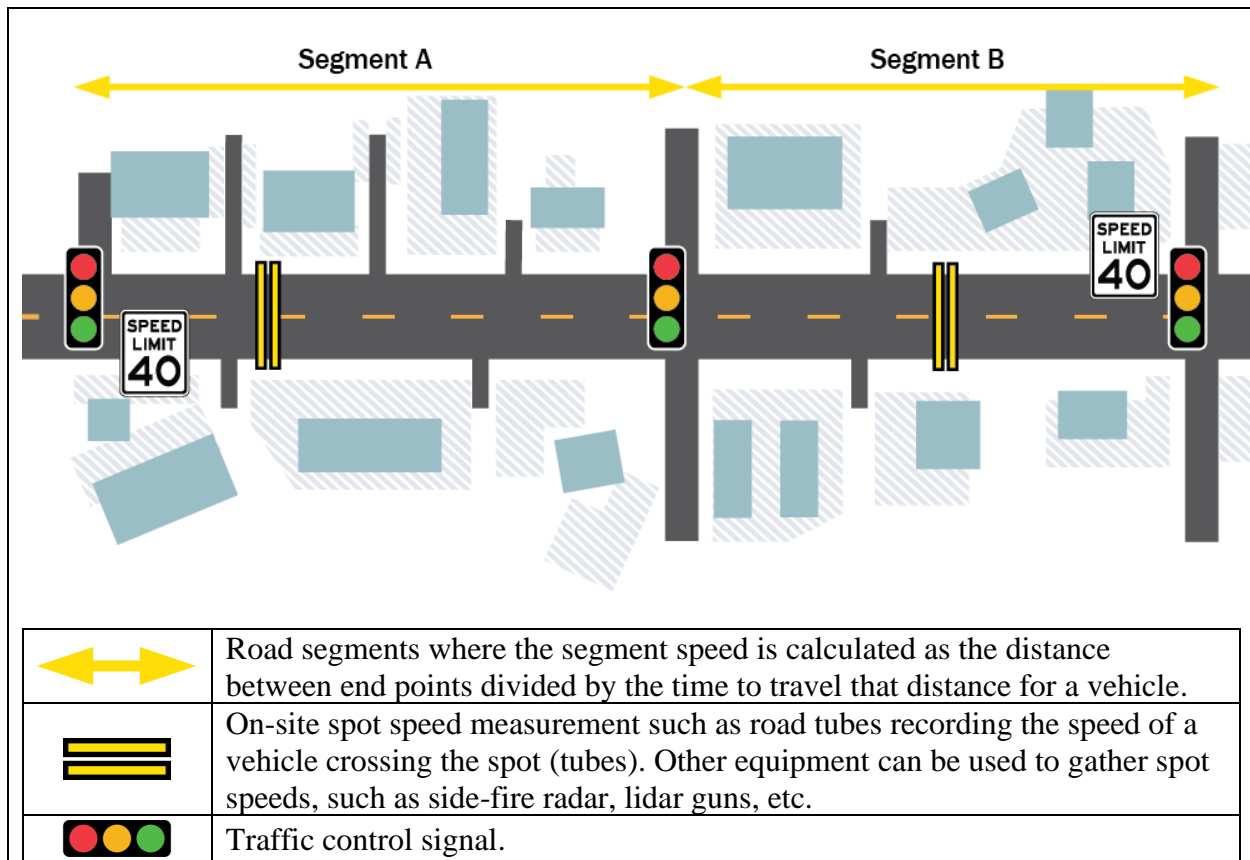 Segment A
Segment B
SPEED
LIMIT
40
SPEED
LIMIT
40
Road segments where the segment speed is calculated as the distance
between end points divided by the time to travel that distance for a vehicle.
On-site spot speed measurement such as road tubes recording the speed of a
vehicle crossing the spot (tubes). Other equipment can be used to gather spot
speeds, such as side-fire radar, lidar guns, etc.
Traffic control signal.